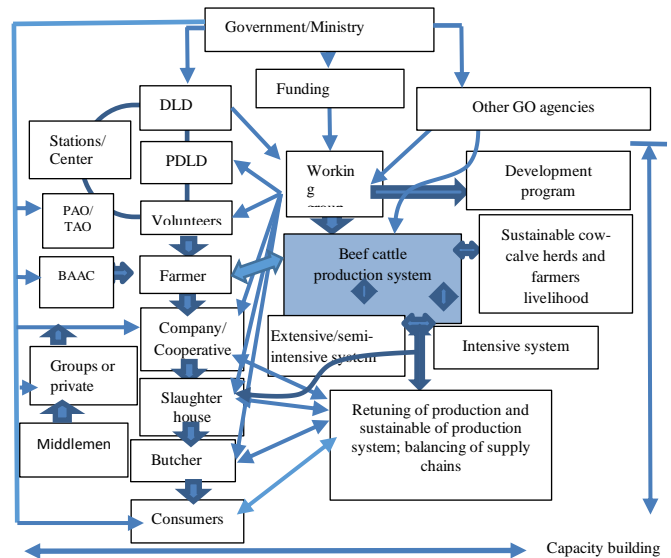 Government/Ministry
Funding
DLD
Other GO agencies
Stations/
Center
PDLD
Workin
g
Development
program
PAO/
TAO
Volunteers
Sustainable cow-
calve herds and
farmers
livelihood
Beef cattle
production system
BAAC
Farmer
Company/
Cooperative
Extensive/semi-
intensive system
Intensive system
Groups or
private
Slaughter
house
Retuning of production and
sustainable of production
system; balancing of supply
chains
Middlemen
Butcher
Consumers
Capacity building